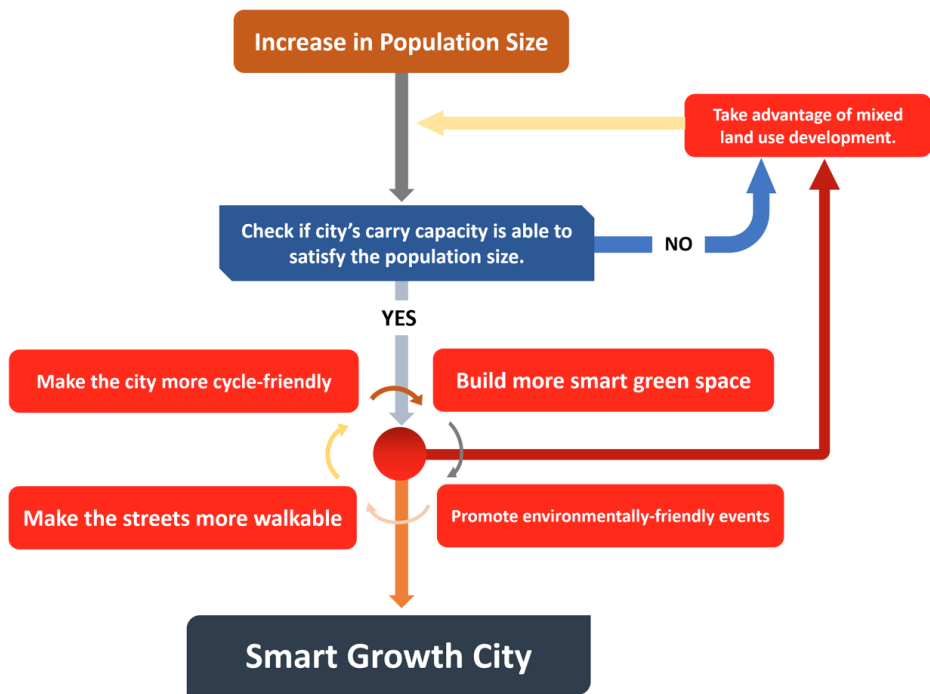 Increase in Population Size
Take advantage of mixed
land use development.
Check if city's carry capacity is able to
satisfy the population size.
NO
YES
Make the city more cycle-friendly
Build more smart green space
Make the streets more walkable
Promote environmentally-friendly events
Smart Growth City